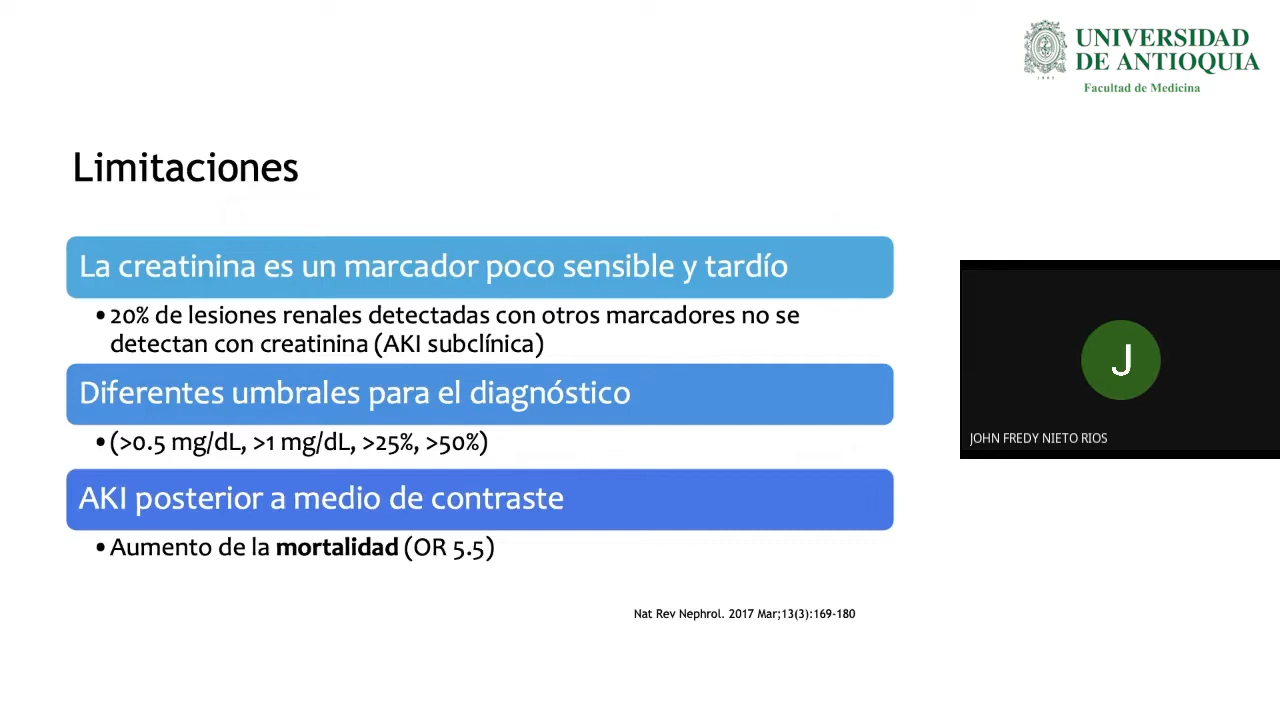 UNIVERSIDAD
DE ANTIOQUIA
Facultad de Medicina
Limitaciones
La creatinina es un marcador poco sensible y tardío
•20% de lesiones renales detectadas con otros marcadores no se
detectan con creatinina (AKI subclínica)
Diferentes umbrales para el diagnóstico
•(>0.5 mg/dL, >1 mg/dL, >25%, >50%)
AKI posterior a medio de contraste
•Aumento de la mortalidad (OR 5.5)
Nat Rev Nephrol. 2017 Mar;13(3):169-180
J
JOHN FREDY NIETO RIOS